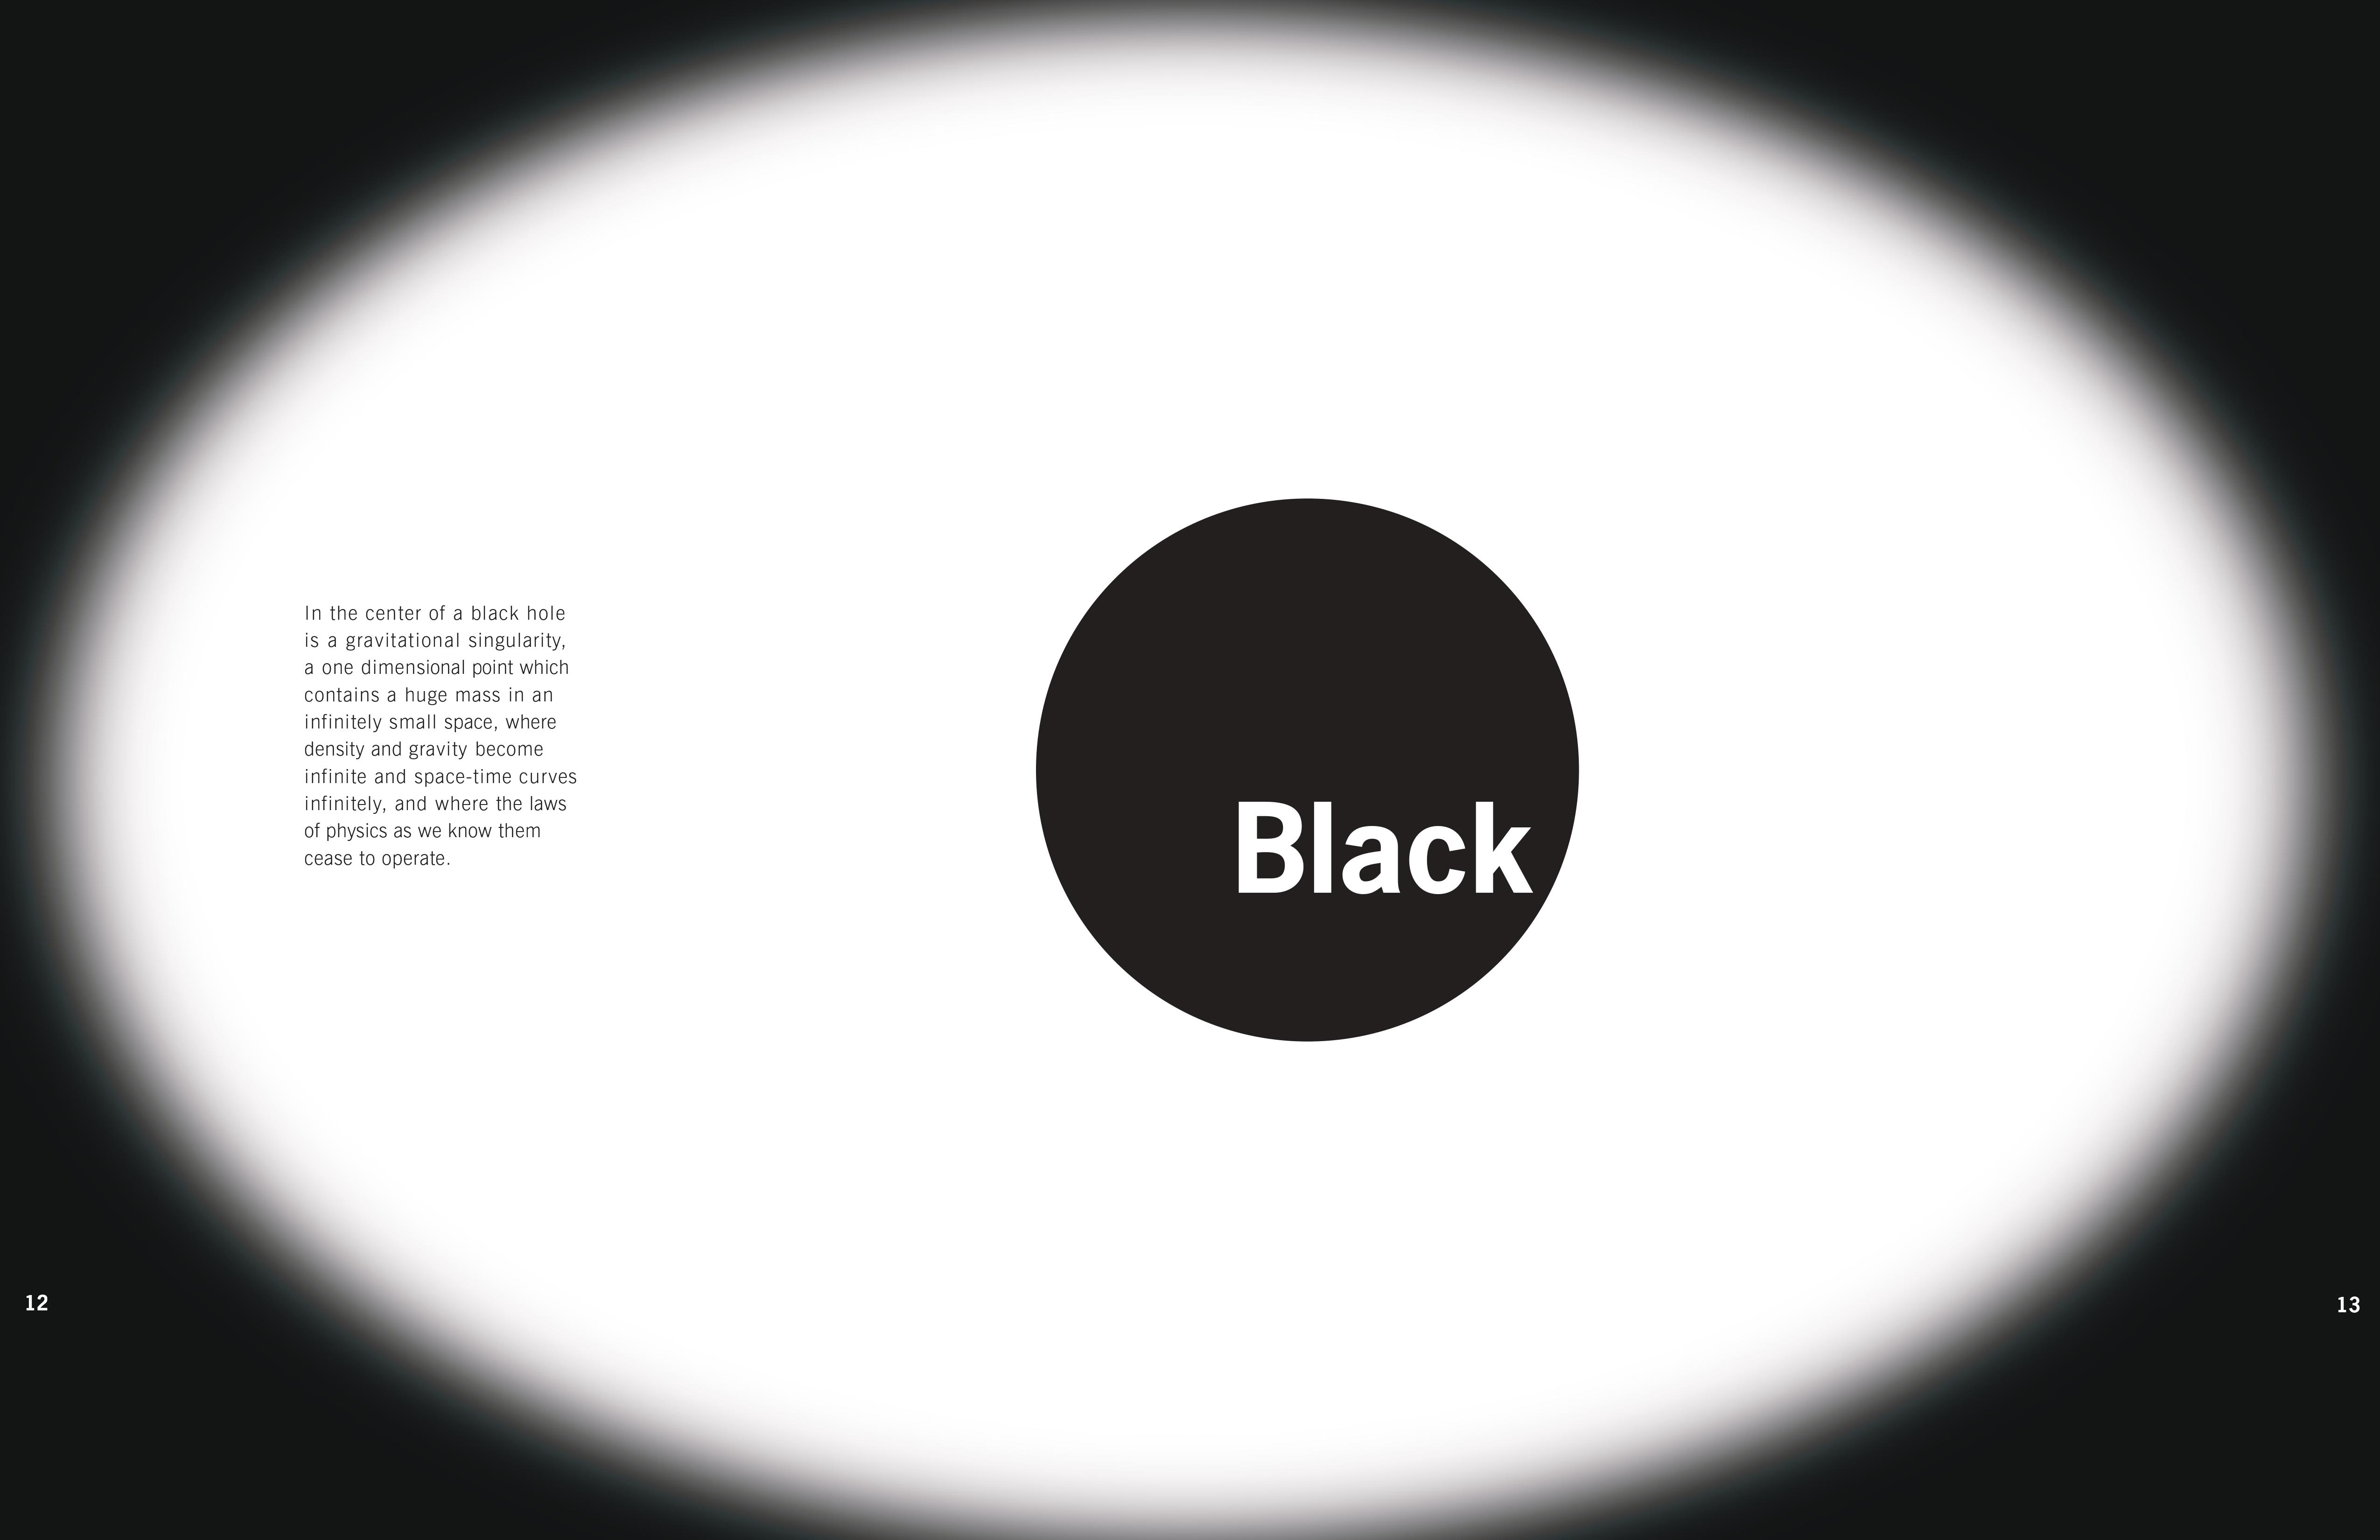 In the center of a black hole
is a gravitational singularity,
a one dimensional point which
contains a huge mass in an
infinitely small space, where
density and gravity become
infinite and space-time curves
infinitely, and where the laws
of physics as we know them
cease to operate.
Black
12
13